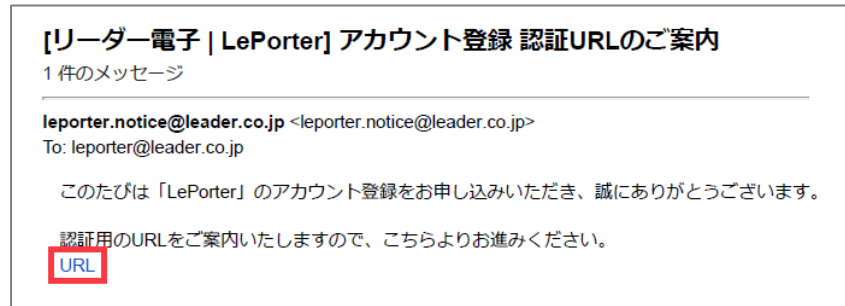 [リーダー電子 | LePorter] アカウント登録 認証URLのご案内
1 件のメッセージ
leporter.notice@leader.co.jp <leporter.notice@leader.co.jp>
To: leporter@leader.co.jp
このたびは「LePorter」のアカウント登録をお申し込みいただき、誠にありがとうございます。
認証用のURLをご案内いたしますので、こちらよりお進みください。
URL